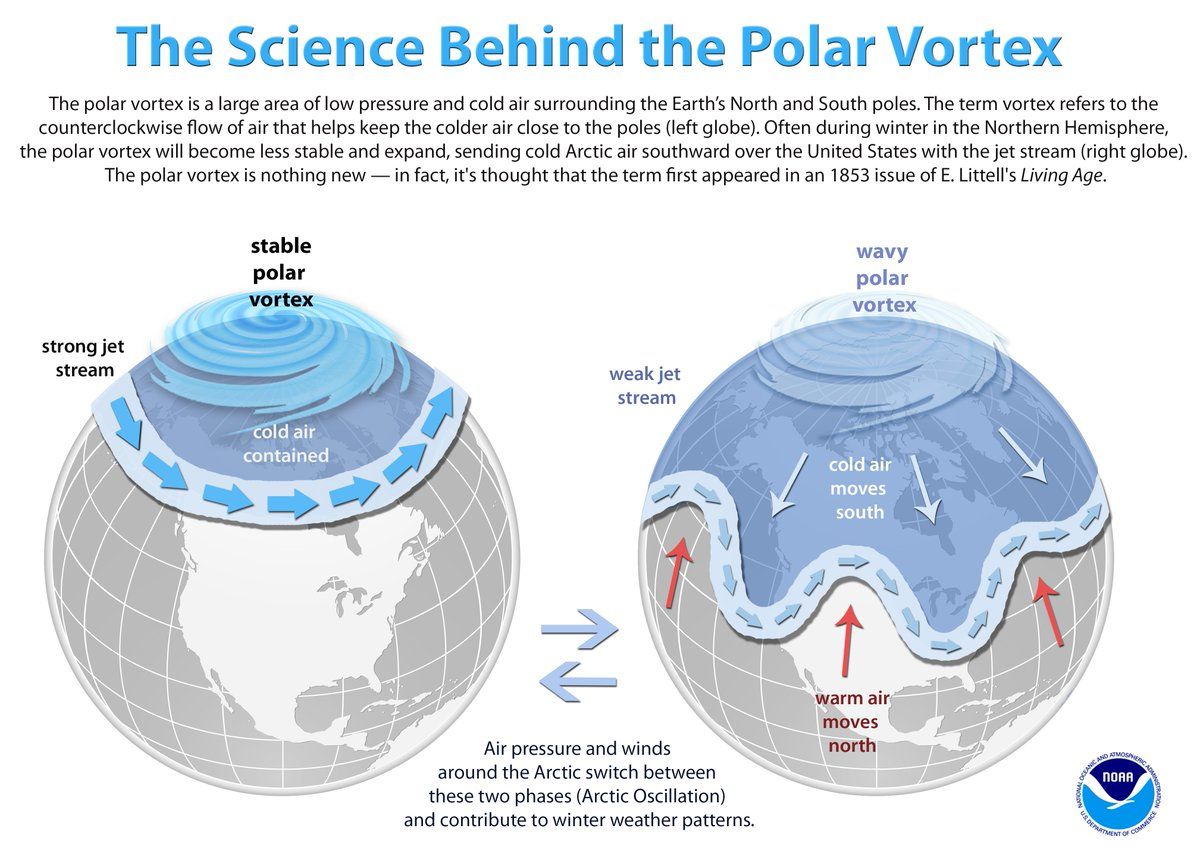 The Science Behind the Polar Vortex
The polar vortex is a large area of low pressure and cold air surrounding the Earth’s North and South poles. The term vortex refers to the
counterclockwise flow of air that helps keep the colder air close to the poles (left globe). Often during winter in the Northern Hemisphere,
the polar vortex will become less stable and expand, sending cold Arctic air southward over the United States with the jet stream (right globe).
The polar vortex is nothing new — in fact, it's thought that the term first appeared in an 1853 issue of E. Littell's Living Age.
stable
polar
vortex
strong jet
stream
cold air
contained
wavy
polar
vortex
weak jet
stream
cold air
moves
south
warm air
moves
north
Air pressure and winds
around the Arctic switch between
these two phases (Arctic Oscillation)
and contribute to winter weather patterns.
NATIONAL OCEANIC AND ATMOSPHERIC ADMINISTRATION
NOAA
U.S. DEPARTMENT OF COMMERCE